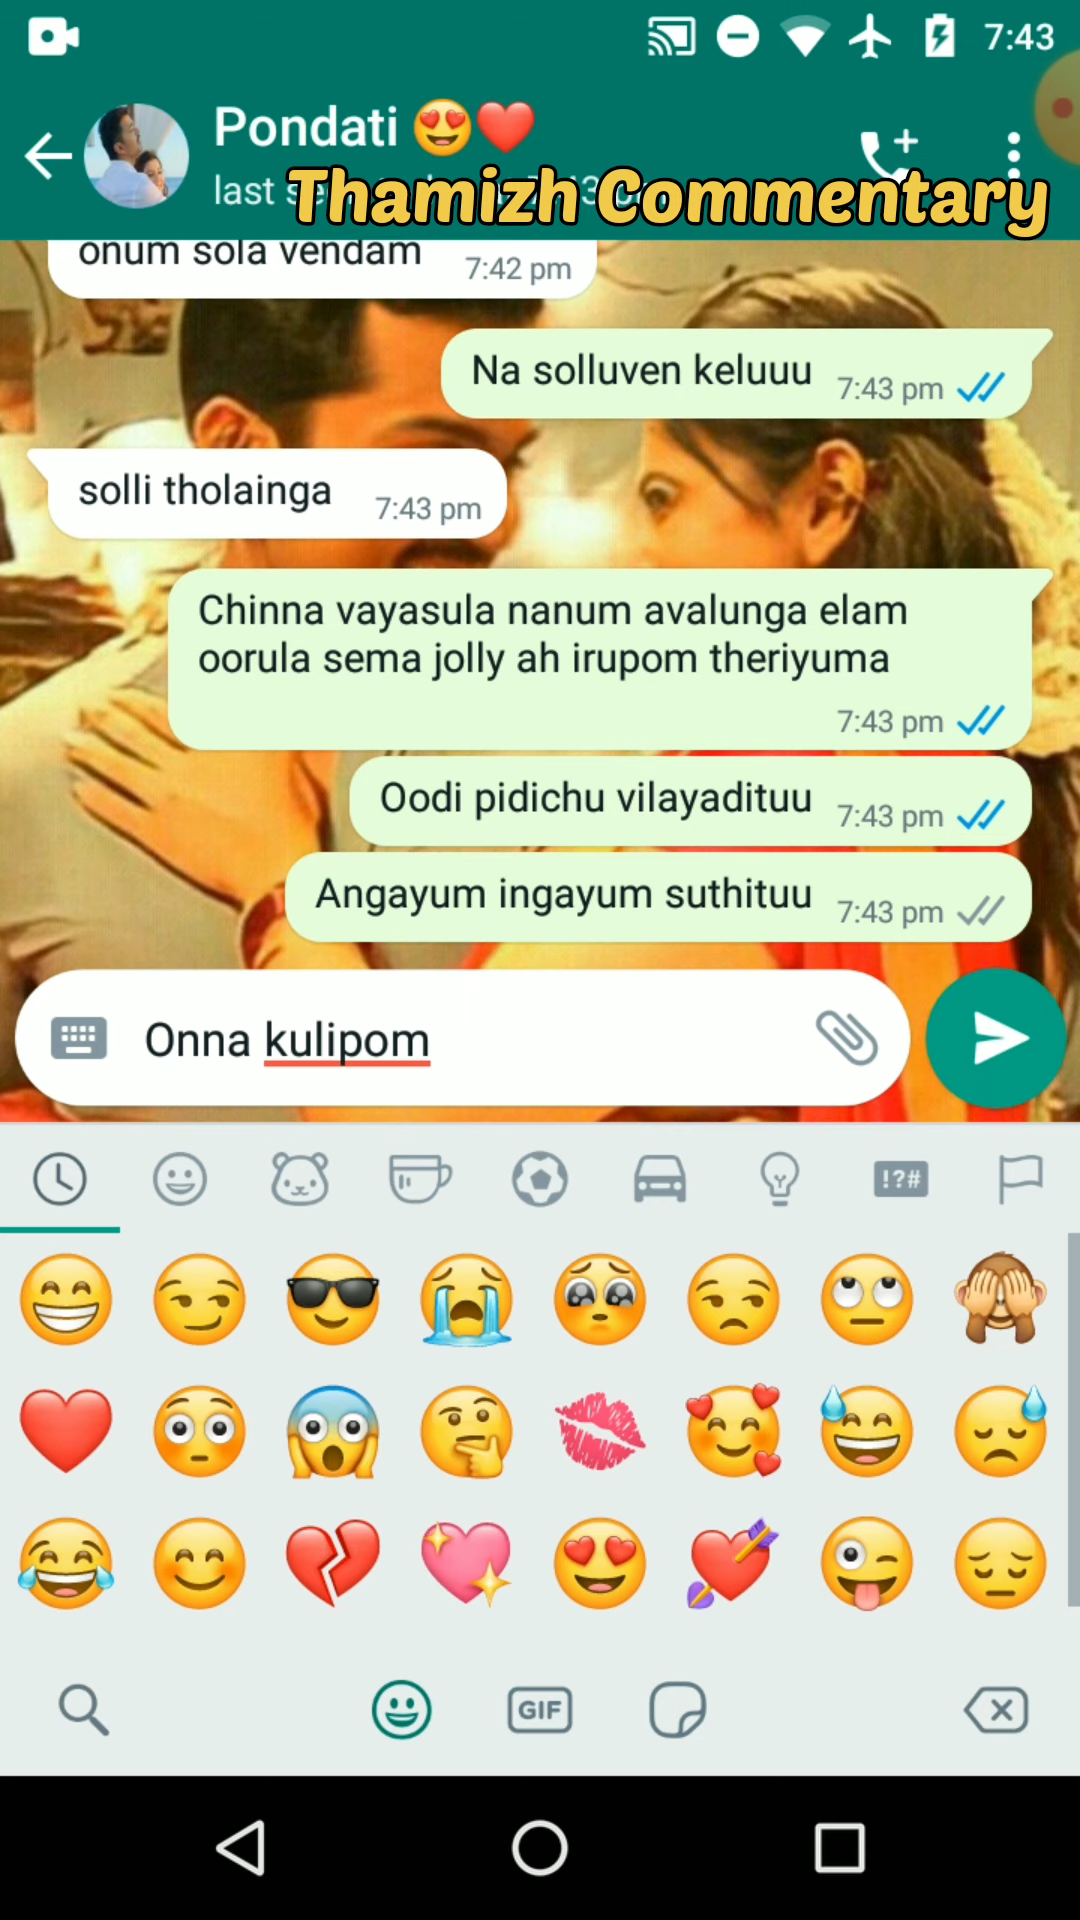 7:43
Pondati 😍❤️
last
Thamizh Commentary
onum sola vendam 7:42 pm
Na solluven keluuu 7:43 pm
solli tholainga 7:43 pm
Chinna vayasula nanum avalunga elam
oorula sema jolly ah irupom theriyuma
7:43 pm
Oodi pidichu vilayadituu 7:43 pm
Angayum ingayum suthituu 7:43 pm
Onna kulipom
!?#
GIF